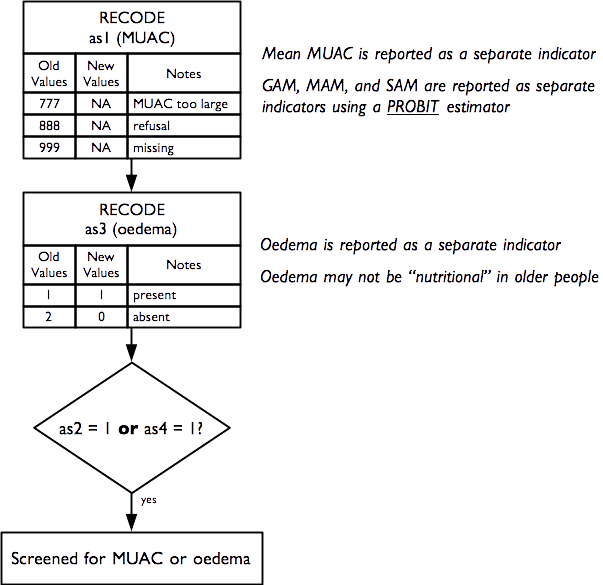 RECODE
as1 (MUAC)
Old Values New Values Notes
777 NA MUAC too large
888 NA refusal
999 NA missing
Mean MUAC is reported as a separate indicator
GAM, MAM, and SAM are reported as separate
indicators using a PROBIT estimator
RECODE
as3 (oedema)
Old Values New Values Notes
1 1 present
2 0 absent
Oedema is reported as a separate indicator
Oedema may not be “nutritional” in older people
as2 = 1 or as4 = 1?
yes
Screened for MUAC or oedema